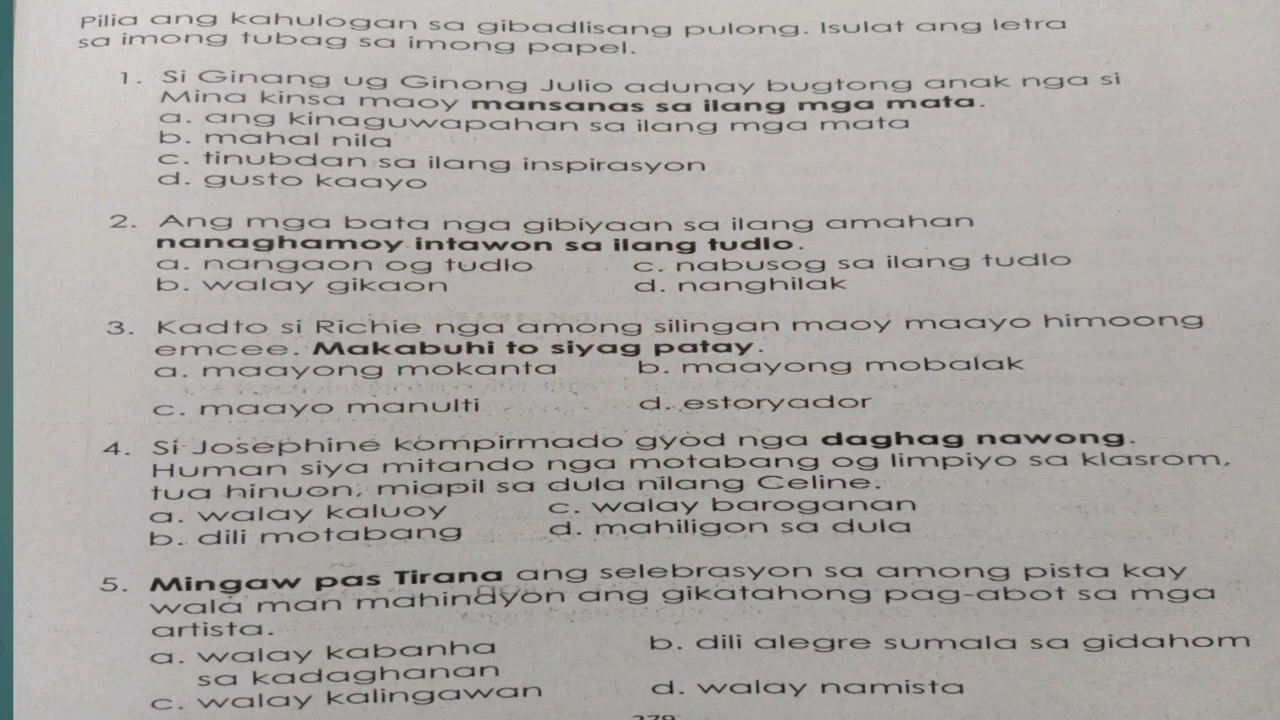 Pilia ang kahulogan sa gibadlisang pulong. Isulat ang letra
sa imong tubag sa imong papel.
1. Si Ginang ug Ginong Julio adunay bugtong anak nga si
Mina kinsa maoy mansanas sa ilang mga mata.
a. ang kinaguwapahan sa ilang mga mata
b. mahal nila
c. tinubdan sa ilang inspirasyon
d. gusto kaayo
2. Ang mga bata nga gibiyaan sa ilang amahan
nanaghamoy intawon sa ilang tudlo.
a. nangaon og tudlo c. nabusog sa ilang tudlo
b. walay gikaon d. nanghilak
3. Kadto si Richie nga among silingan maoy maayo himoong
emcee. Makabuhi to siyag patay.
a. maayong mokanta b. maayong mobalak
c. maayo manulti d. estoryador
4. Si Josephine kompirmado gyod nga daghag nawong.
Human siya mitando nga motabang og limpiyo sa klasrom,
tua hinuon, miapil sa dula nilang Celine.
a. walay kaluoy c. walay baroganan
b. dili motabang d. mahiligon sa dula
5. Mingaw pas Tirana ang selebrasyon sa among pista kay
wala man mahindyon ang gikatahong pag-abot sa mga
artista.
a. walay kabanha b. dili alegre sumala sa gidahom
sa kadaghanan
c. walay kalingawan d. walay namista